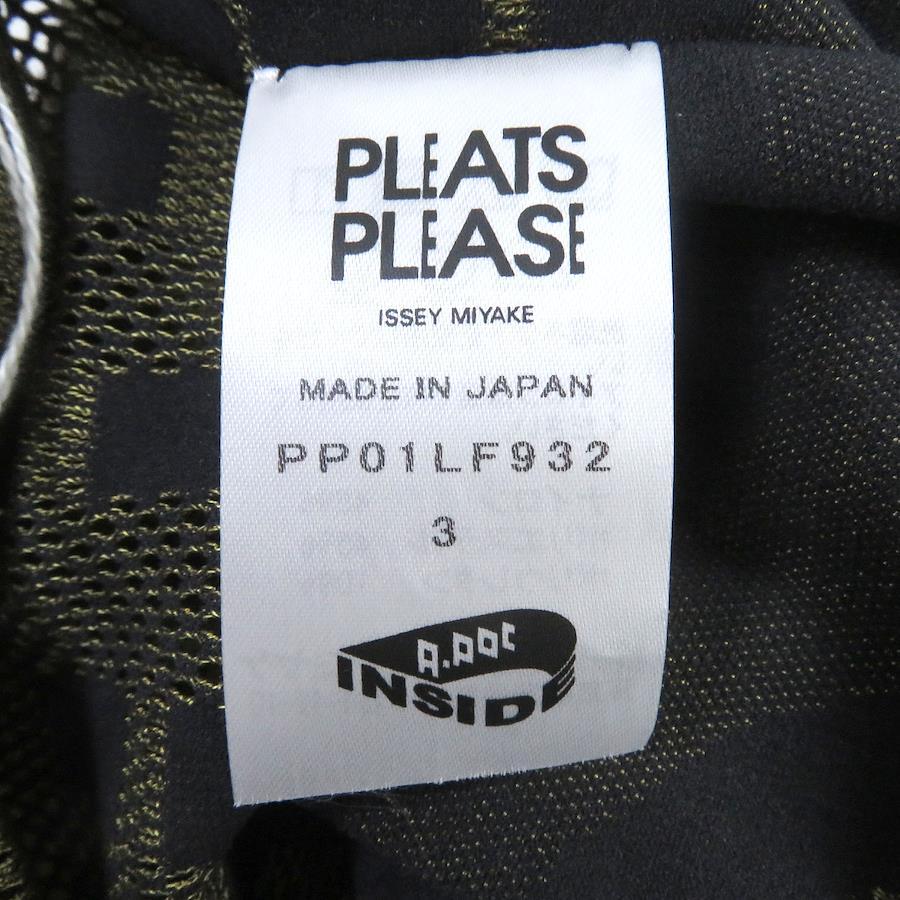 PLEATS
PLEASE
ISSEY MIYAKE
MADE IN JAPAN
PP01LF932
3
A.POC
INSIDE